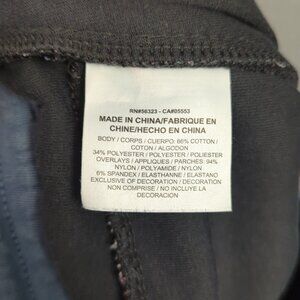 RN#56323 - CA#05553
MADE IN CHINA/FABRIQUE EN
CHINE/HECHO EN CHINA
BODY / CORPS / CUERPO: 66% COTTON /
COTON / ALGODON
34% POLYESTER / POLYESTER / POLIESTER
OVERLAYS / APPLIQUES / PARCHES: 94%
NYLON / POLYAMIDE / NYLON
6% SPANDEX / ELASTHANNE / ELASTANO
EXCLUSIVE OF DECORATION / DECORATION
NON COMPRISE / NO INCLUYE LA
DECORACION